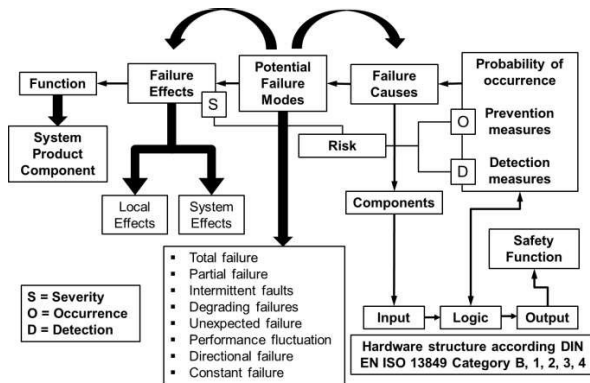 Function
System
Product
Component
Failure
Effects
S
Potential
Failure
Modes
Failure
Causes
Probability of
occurrence
O
Prevention
measures
D
Detection
measures
Risk
Local
Effects
System
Effects
Components
Safety
Function
▪ Total failure
▪ Partial failure
▪ Intermittent faults
▪ Degrading failures
▪ Unexpected failure
▪ Performance fluctuation
▪ Directional failure
▪ Constant failure
S = Severity
O = Occurrence
D = Detection
Input
Logic
Output
Hardware structure according DIN
EN ISO 13849 Category B, 1, 2, 3, 4